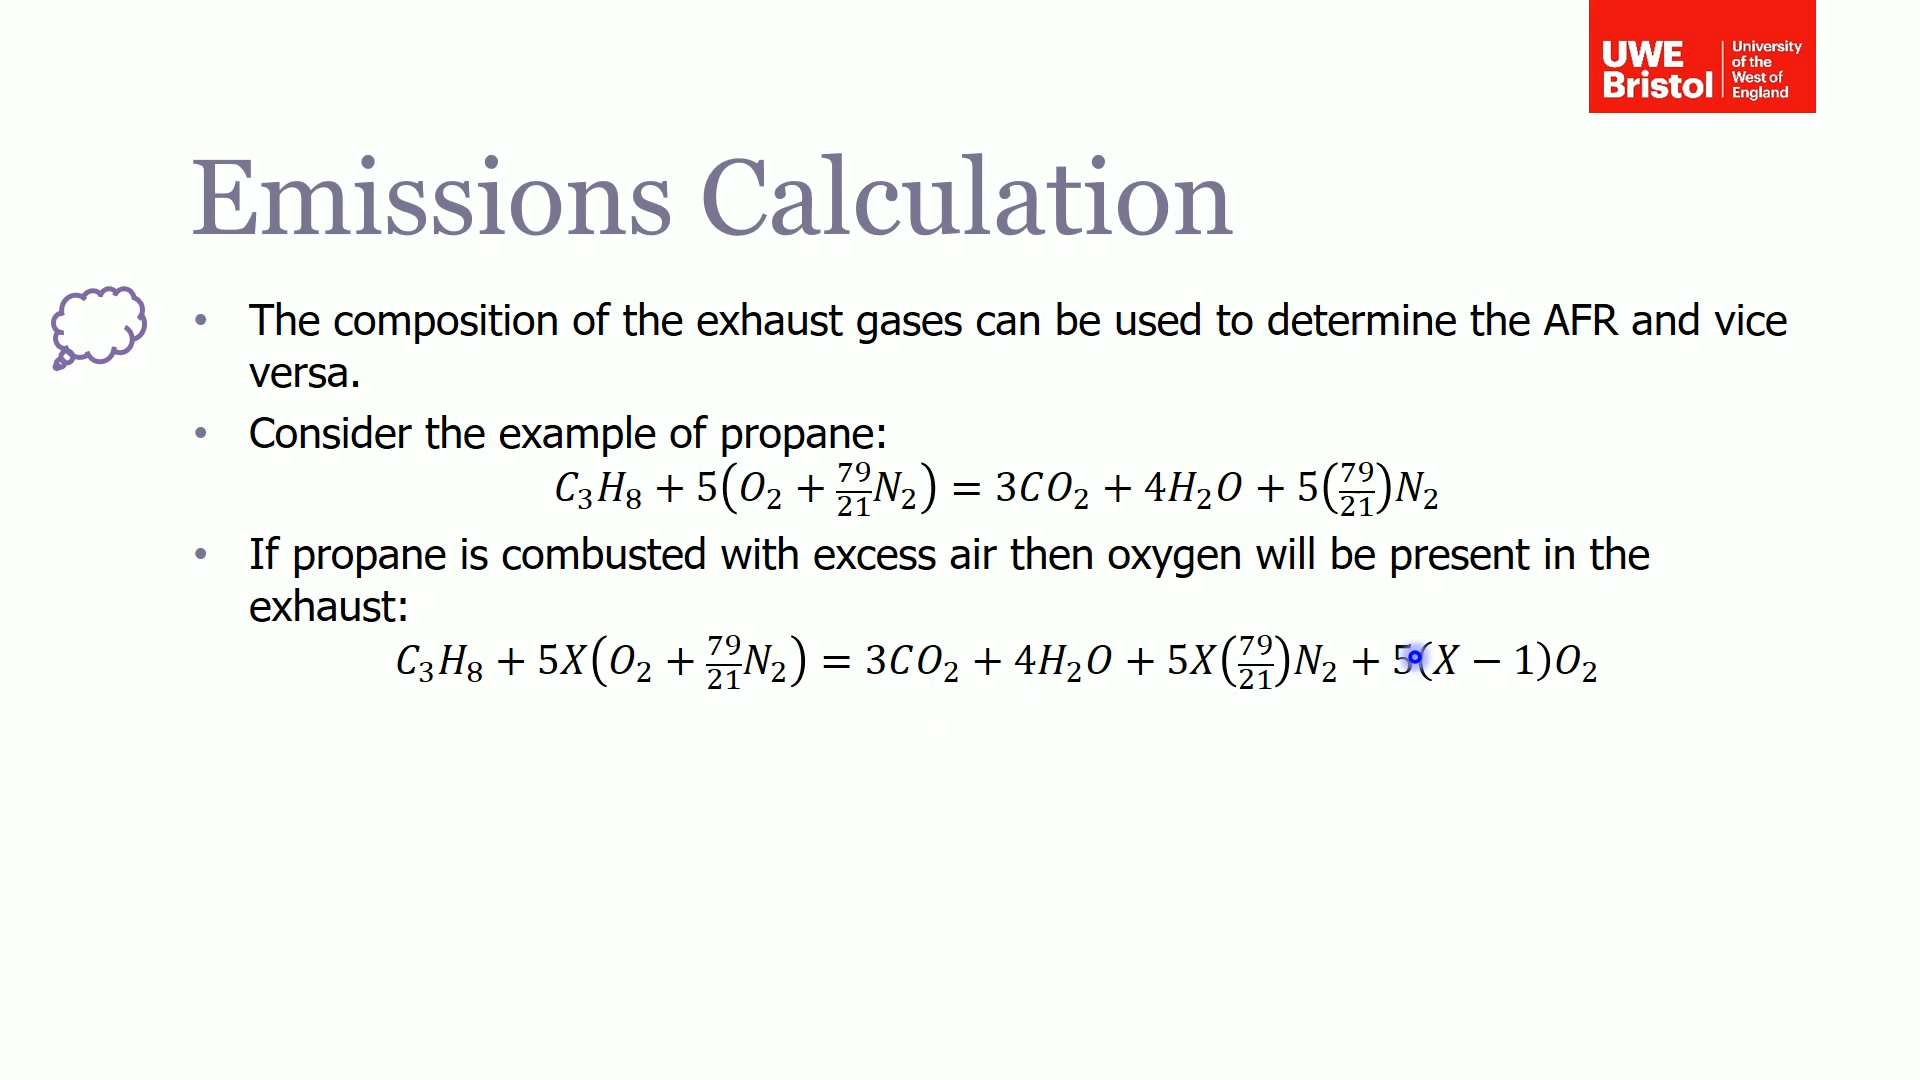 UWE Bristol
University of the West of England
Emissions Calculation
• The composition of the exhaust gases can be used to determine the AFR and vice
versa.
• Consider the example of propane:
C₃H₈ + 5(O₂ + 79/21 N₂) = 3CO₂ + 4H₂O + 5(79/21)N₂
• If propane is combusted with excess air then oxygen will be present in the
exhaust:
C₃H₈ + 5X(O₂ + 79/21 N₂) = 3CO₂ + 4H₂O + 5X(79/21)N₂ + 5(X − 1)O₂